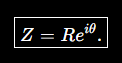 Z = Re^{iθ}.